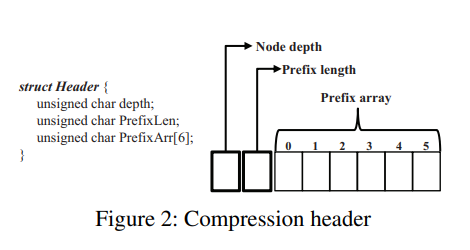 Node depth
Prefix length
struct Header {
unsigned char depth;
unsigned char PrefixLen;
unsigned char PrefixArr[6];
}
Prefix array
0 1 2 3 4 5
Figure 2: Compression header